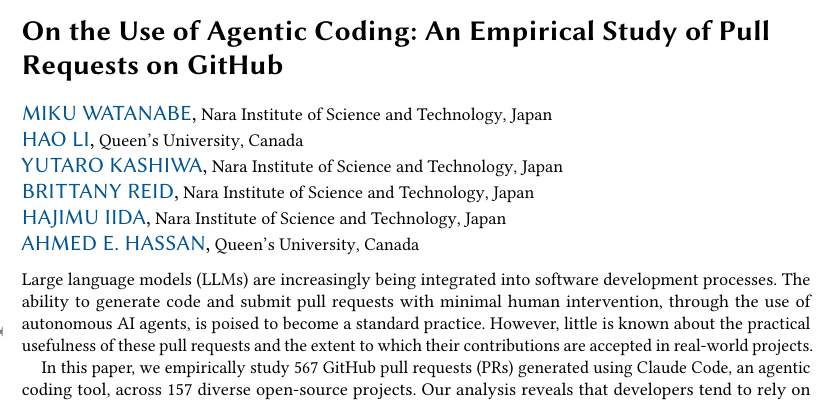 On the Use of Agentic Coding: An Empirical Study of Pull
Requests on GitHub
MIKU WATANABE, Nara Institute of Science and Technology, Japan
HAO LI, Queen's University, Canada
YUTARO KASHIWA, Nara Institute of Science and Technology, Japan
BRITTANY REID, Nara Institute of Science and Technology, Japan
HAJIMU IIDA, Nara Institute of Science and Technology, Japan
AHMED E. HASSAN, Queen's University, Canada
Large language models (LLMs) are increasingly being integrated into software development processes. The
ability to generate code and submit pull requests with minimal human intervention, through the use of
autonomous AI agents, is poised to become a standard practice. However, little is known about the practical
usefulness of these pull requests and the extent to which their contributions are accepted in real-world projects.
In this paper, we empirically study 567 GitHub pull requests (PRs) generated using Claude Code, an agentic
coding tool, across 157 diverse open-source projects. Our analysis reveals that developers tend to rely on